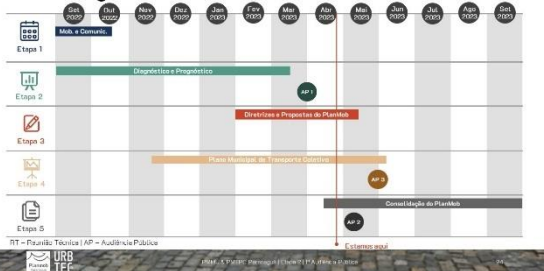 Set 2022 Out 2022 Nov 2022 Dez 2022 Jan 2023 Fev 2023 Mar 2023 Abr 2023 Mai 2023 Jun 2023 Jul 2023 Ago 2023 Set 2023
Mob. e Comunic.
Etapa 1
Diagnóstico e Prognóstico
AP 1
Etapa 2
Diretrizes e Propostas do PlanMob
Etapa 3
Plano Municipal de Transporte Coletivo
AP 3
Etapa 4
Consolidação do PlanMob
AP 2
Etapa 5
RT – Reunião Técnica | AP – Audiência Pública
Estamos aqui
URB
TEC
24